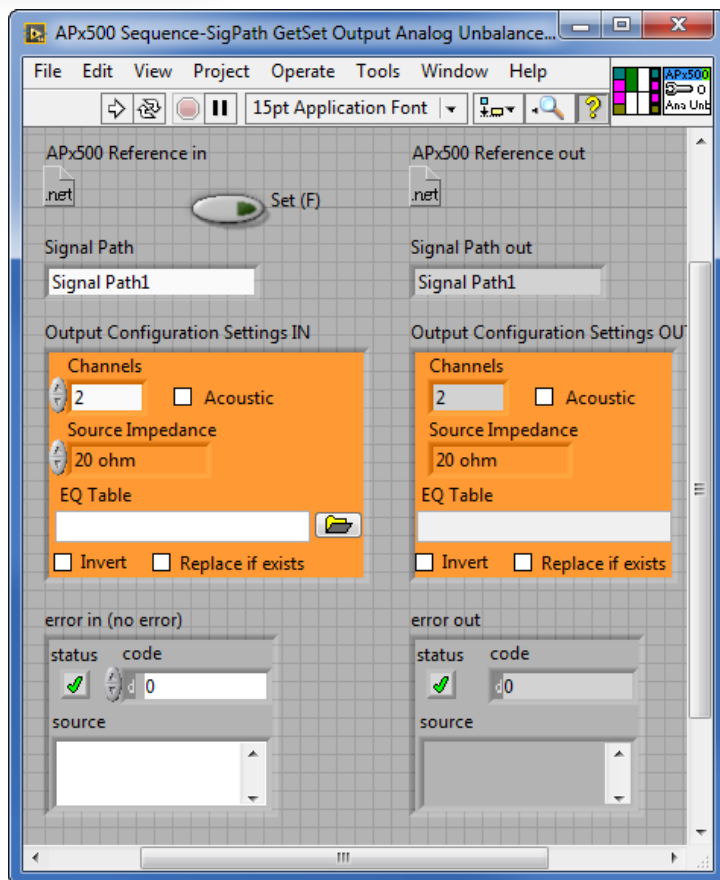 APx500 Sequence-SigPath GetSet Output Analog Unbalance...
File Edit View Project Operate Tools Window Help
15pt Application Font
APx500
Ana Unb
APx500 Reference in
.net
Set (F)
Signal Path
Signal Path1
Output Configuration Settings IN
Channels
2
Acoustic
Source Impedance
20 ohm
EQ Table
Invert
Replace if exists
error in (no error)
status code
d 0
source
APx500 Reference out
.net
Signal Path out
Signal Path1
Output Configuration Settings OU
Channels
2
Acoustic
Source Impedance
20 ohm
EQ Table
Invert
Replace if exists
error out
status code
d0
source